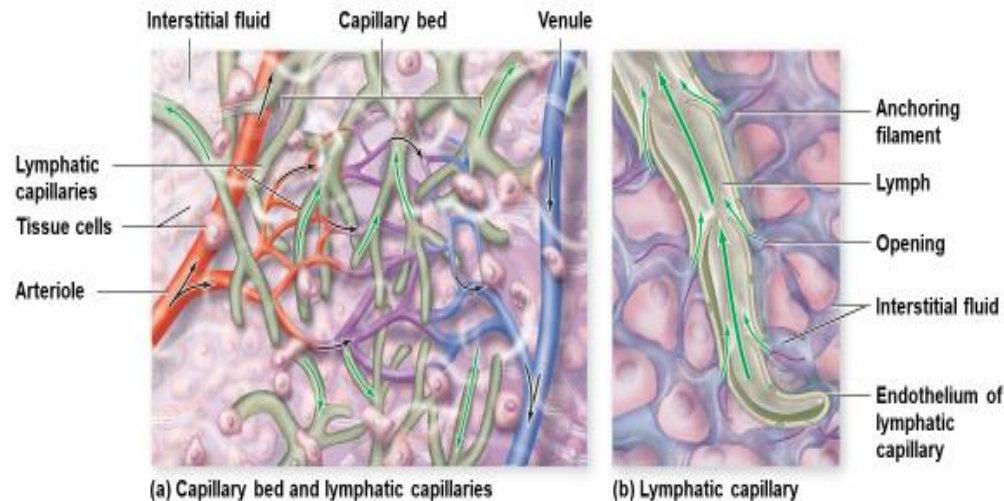 Interstitial fluid
Capillary bed
Venule
Lymphatic
capillaries
Tissue cells
Arteriole
(a) Capillary bed and lymphatic capillaries
Anchoring
filament
Lymph
Opening
Interstitial fluid
Endothelium of
lymphatic
capillary
(b) Lymphatic capillary